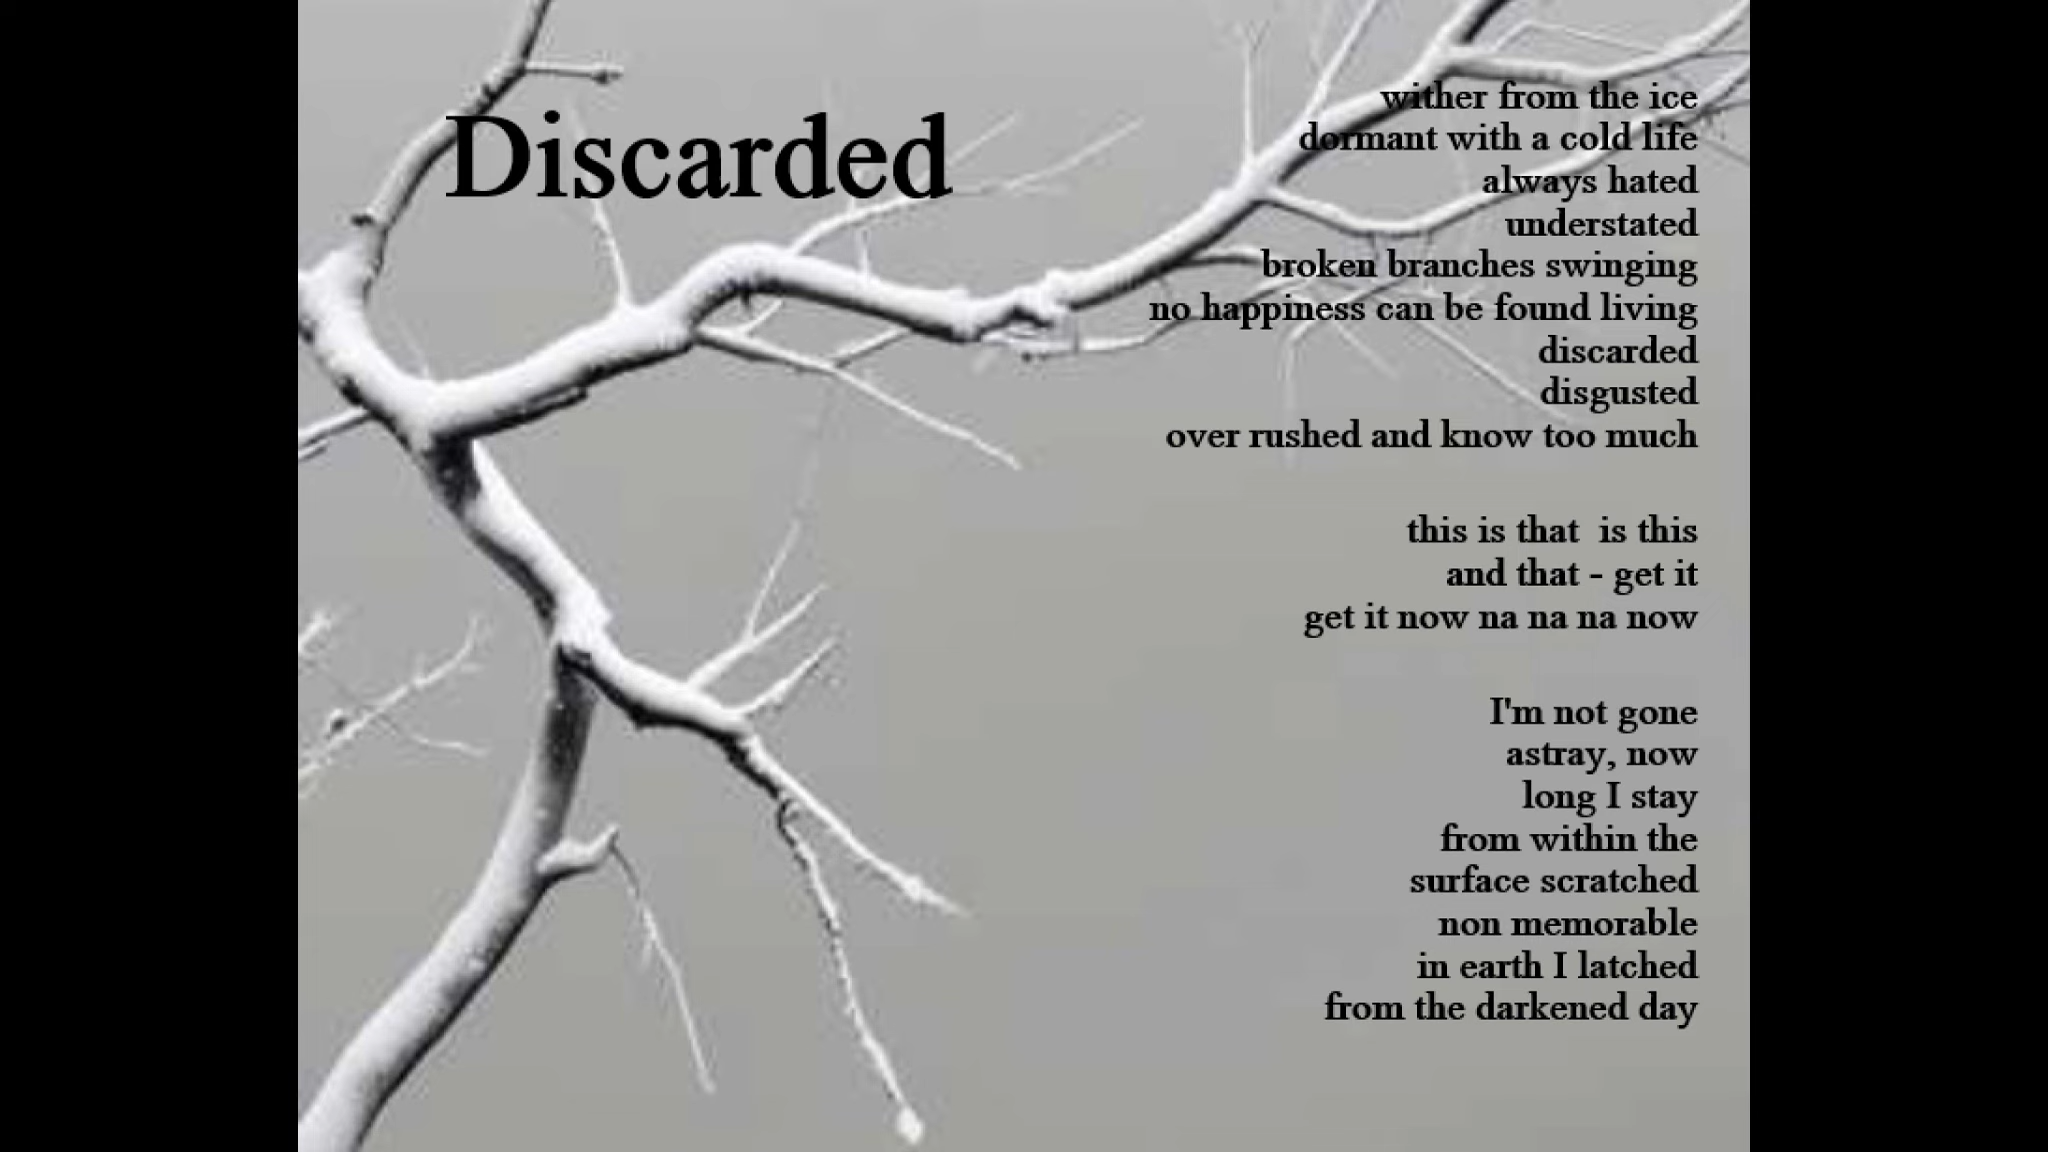 Discarded
wither from the ice
dormant with a cold life
always hated
understated
broken branches swinging
no happiness can be found living
discarded
disgusted
over rushed and know too much
this is that  is this
and that - get it
get it now na na na now
I'm not gone
astray, now
long I stay
from within the
surface scratched
non memorable
in earth I latched
from the darkened day